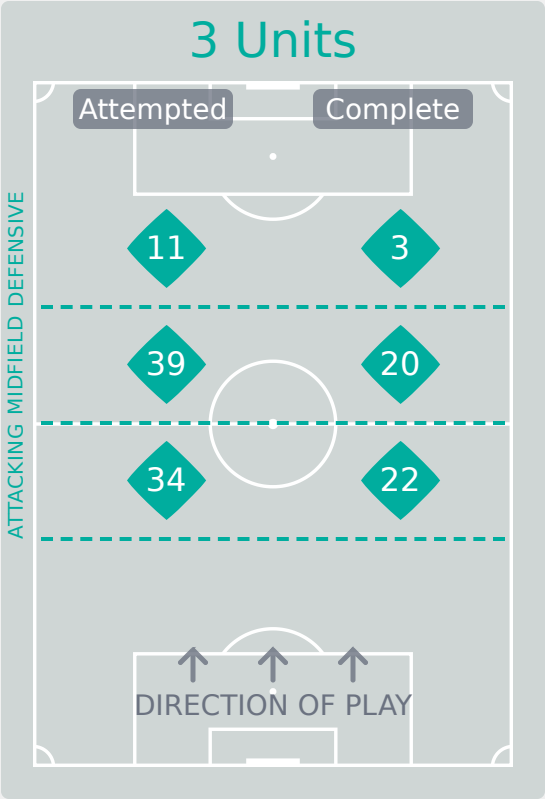 3 Units
Attempted Complete
11 3
39 20
34 22
ATTACKING MIDFIELD DEFENSIVE
DIRECTION OF PLAY